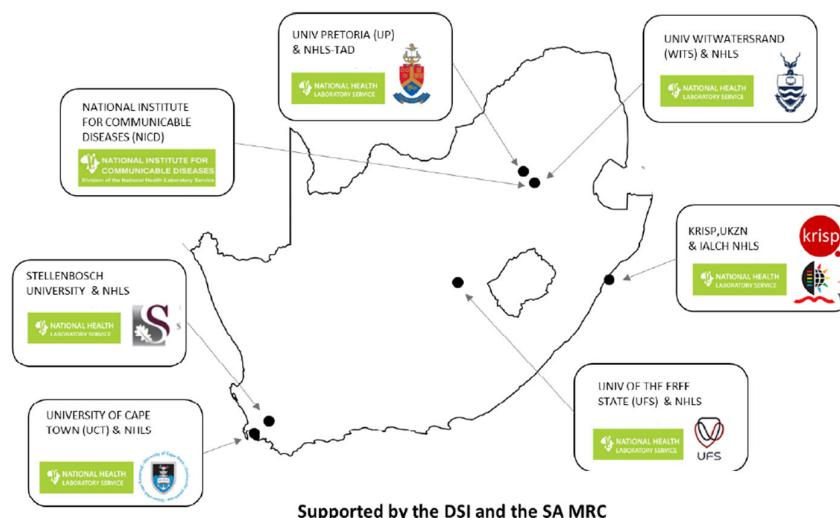 UNIV PRETORIA (UP)
& NHLS-TAD
NATIONAL HEALTH
LABORATORY SERVICE
UNIV WITWATERSRAND
(WITS) & NHLS
NATIONAL HEALTH
LABORATORY SERVICE
NATIONAL INSTITUTE
FOR COMMUNICABLE
DISEASES (NICD)
NATIONAL INSTITUTE FOR
COMMUNICABLE DISEASES
Division of the National Health Laboratory Service
KRISP,UKZN
& IALCH NHLS
krisp
NATIONAL HEALTH
LABORATORY SERVICE
STELLENBOSCH
UNIVERSITY & NHLS
NATIONAL HEALTH
LABORATORY SERVICE
S
UNIV OF THE FREE
STATE (UFS) & NHLS
NATIONAL HEALTH
LABORATORY SERVICE
UFS
UNIVERSITY OF CAPE
TOWN (UCT) & NHLS
NATIONAL HEALTH
LABORATORY SERVICE
Supported by the DSI and the SA MRC